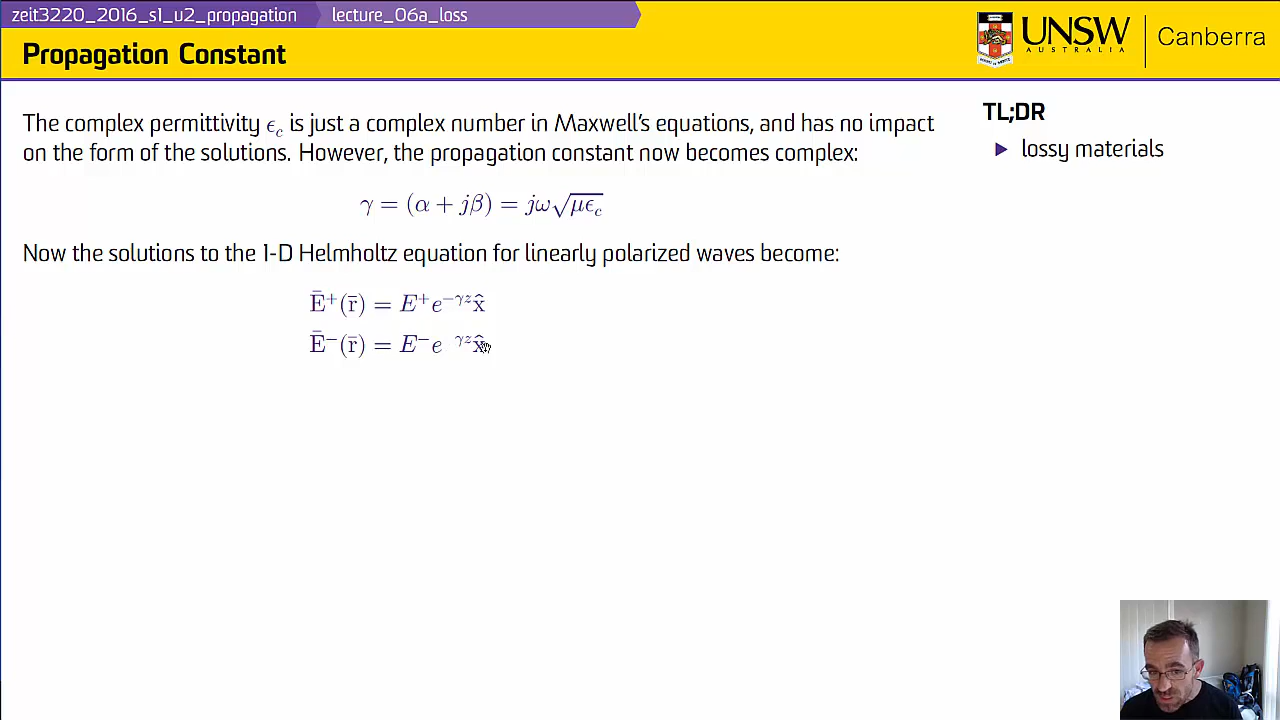 zeit3220_2016_s1_u2_propagation lecture_06a_loss
Propagation Constant
UNSW AUSTRALIA Canberra
The complex permittivity ϵ_c is just a complex number in Maxwell's equations, and has no impact
on the form of the solutions. However, the propagation constant now becomes complex:
γ = (α + jβ) = jω√(μϵ_c)
Now the solutions to the 1-D Helmholtz equation for linearly polarized waves become:
Ē⁺(r̄) = E⁺e^{−γz}x̂
Ē⁻(r̄) = E⁻e^{γz}x̂
TL;DR
▶ lossy materials